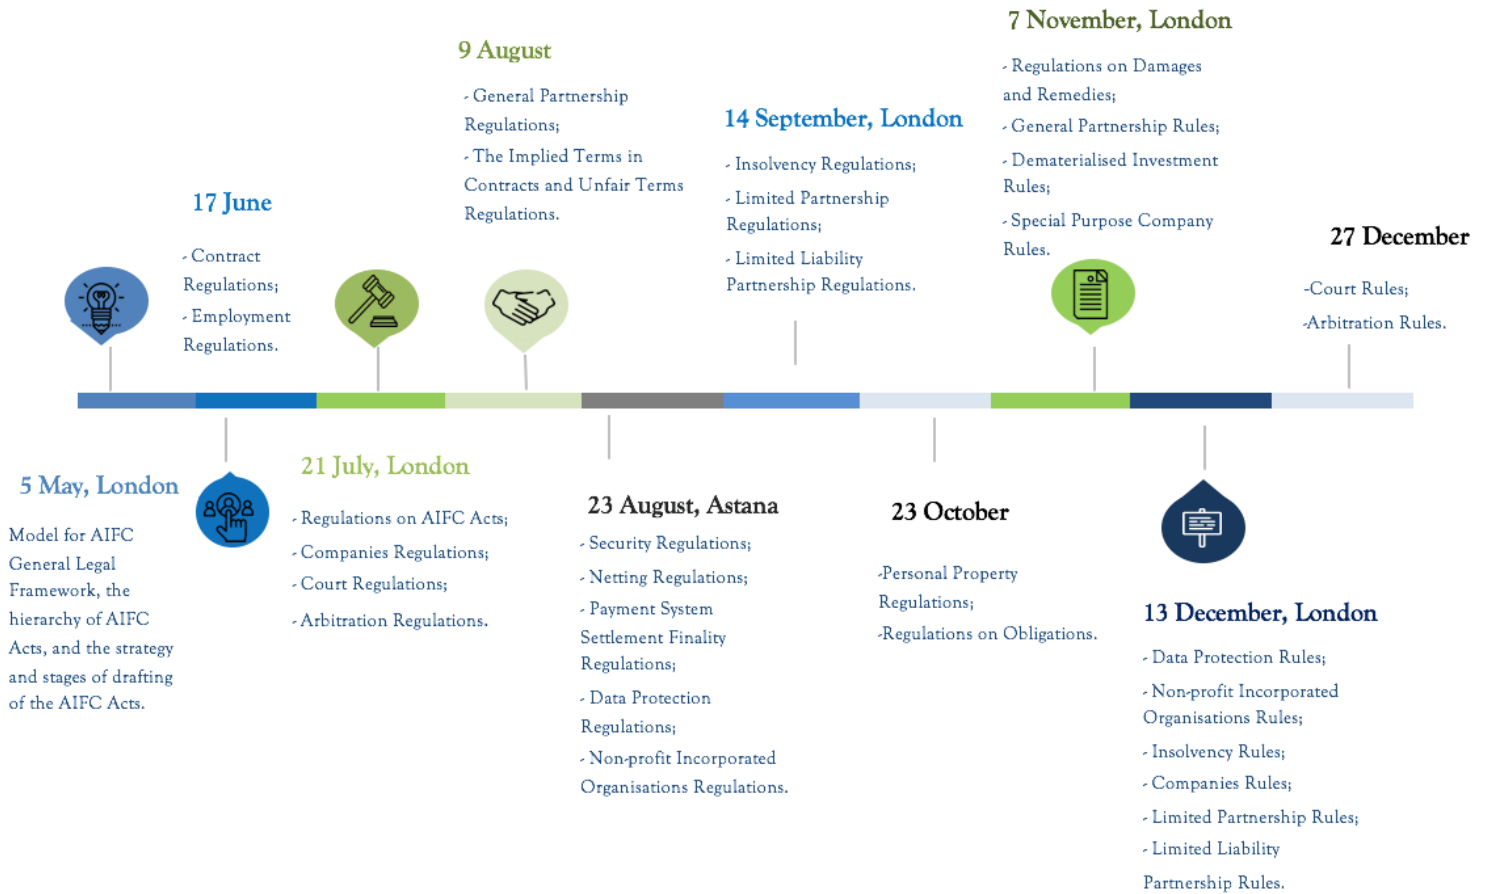 5 May, London
Model for AIFC
General Legal
Framework, the
hierarchy of AIFC
Acts, and the strategy
and stages of drafting
of the AIFC Acts.
17 June
- Contract
Regulations;
- Employment
Regulations.
21 July, London
- Regulations on AIFC Acts;
- Companies Regulations;
- Court Regulations;
- Arbitration Regulations.
9 August
- General Partnership
Regulations;
- The Implied Terms in
Contracts and Unfair Terms
Regulations.
23 August, Astana
- Security Regulations;
- Netting Regulations;
- Payment System
Settlement Finality
Regulations;
- Data Protection
Regulations;
- Non-profit Incorporated
Organisations Regulations.
14 September, London
- Insolvency Regulations;
- Limited Partnership
Regulations;
- Limited Liability
Partnership Regulations.
23 October
-Personal Property
Regulations;
-Regulations on Obligations.
7 November, London
- Regulations on Damages
and Remedies;
- General Partnership Rules;
- Dematerialised Investment
Rules;
- Special Purpose Company
Rules.
13 December, London
- Data Protection Rules;
- Non-profit Incorporated
Organisations Rules;
- Insolvency Rules;
- Companies Rules;
- Limited Partnership Rules;
- Limited Liability
Partnership Rules.
27 December
-Court Rules;
-Arbitration Rules.